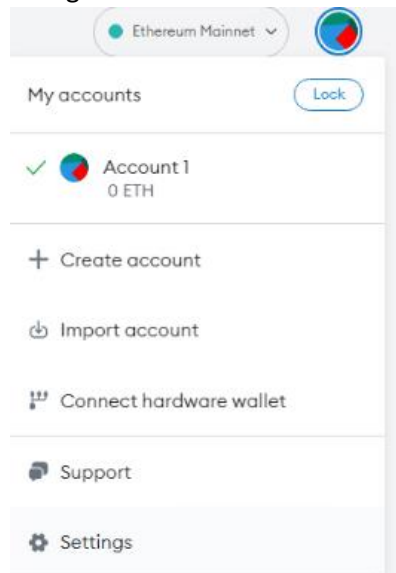 Ethereum Mainnet
My accounts
Lock
Account 1
0 ETH
Create account
Import account
Connect hardware wallet
Support
Settings